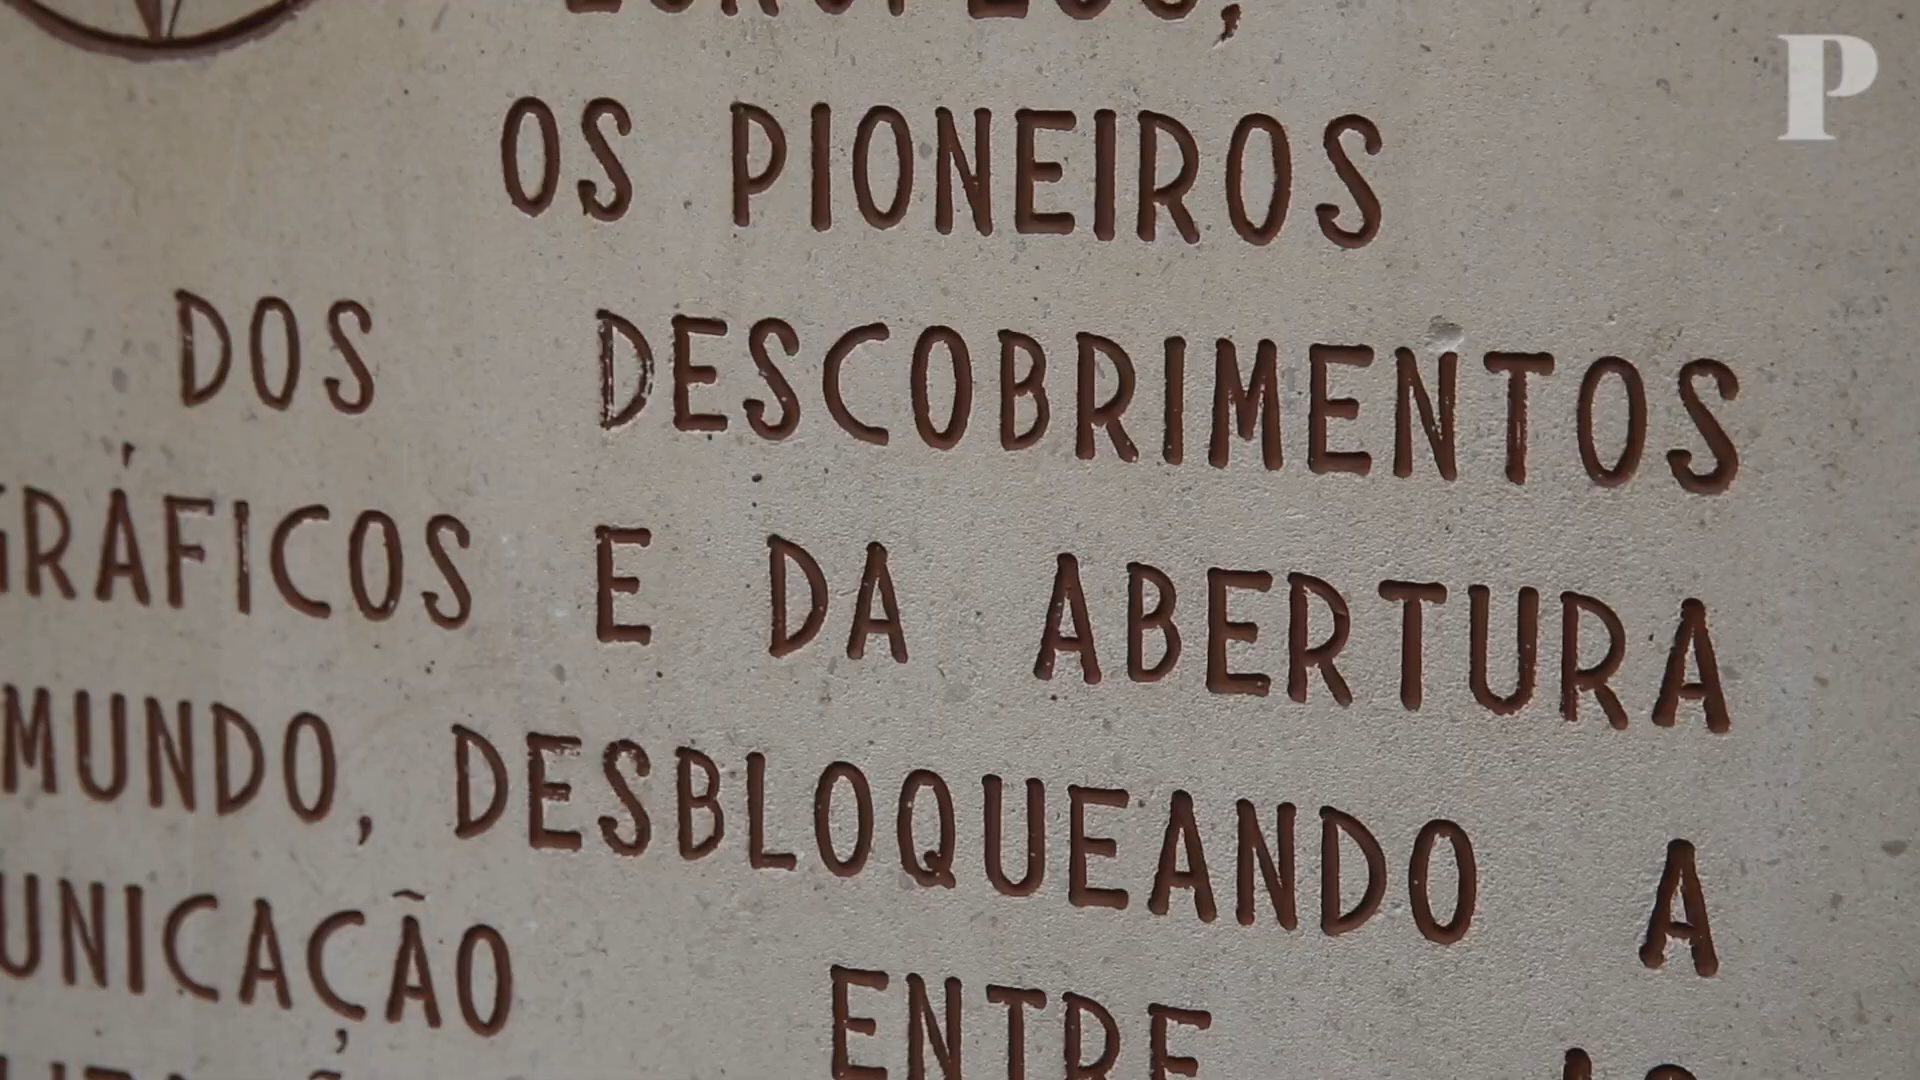 P
OS PIONEIROS
DOS DESCOBRIMENTOS
GRÁFICOS E DA ABERTURA
MUNDO, DESBLOQUEANDO A
UNICAÇÃO ENTRE